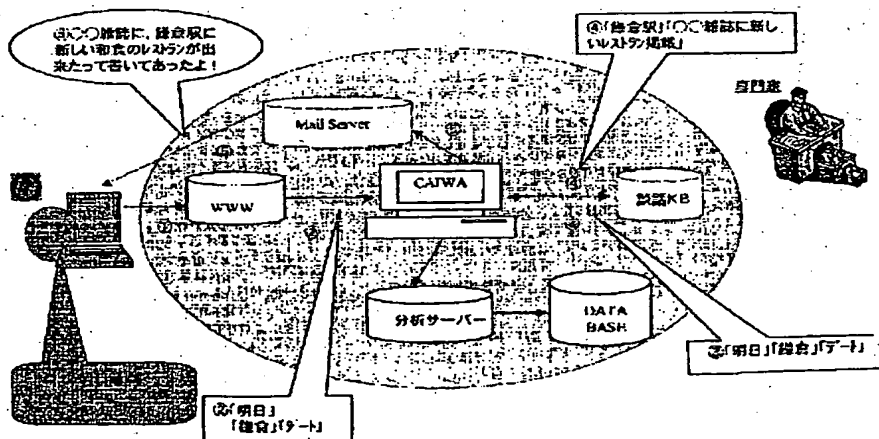 ⑤○○雑誌に、鎌倉駅に
新しい和食のレストランが出
来たって書いてあったよ!
④「鎌倉駅」「○○雑誌に新し
いレストラン掲載」
専門家
Mail Server
CAIWA
WWW
談話KB
分析サーバー
DATA
BASH
③「明日」「鎌倉」「デート」
②「明日」
「鎌倉」「デート」